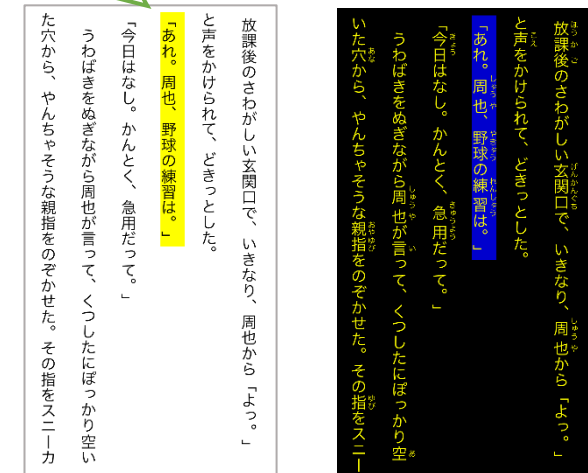 放課後のさわがしい玄関口で、いきなり、周也から「よっ。」
と声をかけられて、どきっとした。
「あれ。周也、野球の練習は。」
「今日はなし。かんとく、急用だって。」
うわばきをぬぎながら周也が言って、くつしたにぽっかり空い
た穴から、やんちゃそうな親指をのぞかせた。その指をスニーカ
放課後のさわがしい玄関口で、いきなり、周也から「よっ。」
と声をかけられて、どきっとした。
「あれ。周也、野球の練習は。」
「今日はなし。かんとく、急用だって。」
うわばきをぬぎながら周也が言って、くつしたにぽっかり空
いた穴から、やんちゃそうな親指をのぞかせた。その指をスニー